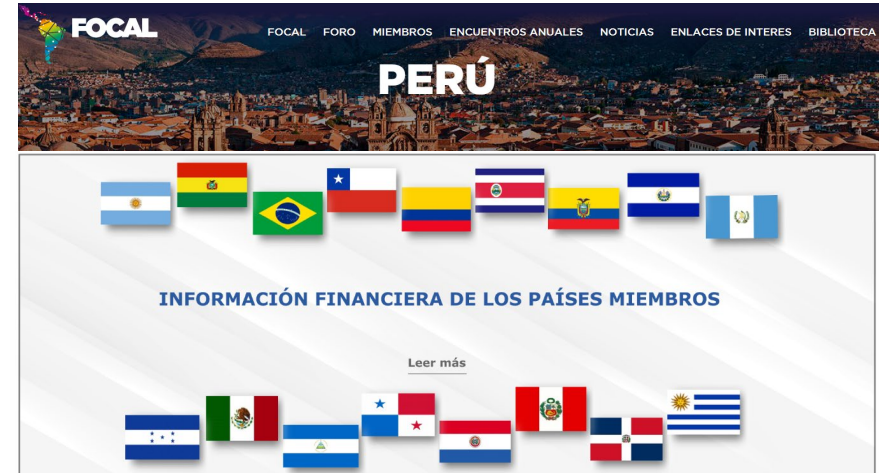 FOCAL
FOCAL FORO MIEMBROS ENCUENTROS ANUALES NOTICIAS ENLACES DE INTERES BIBLIOTECA
PERÚ
INFORMACIÓN FINANCIERA DE LOS PAÍSES MIEMBROS
Leer más